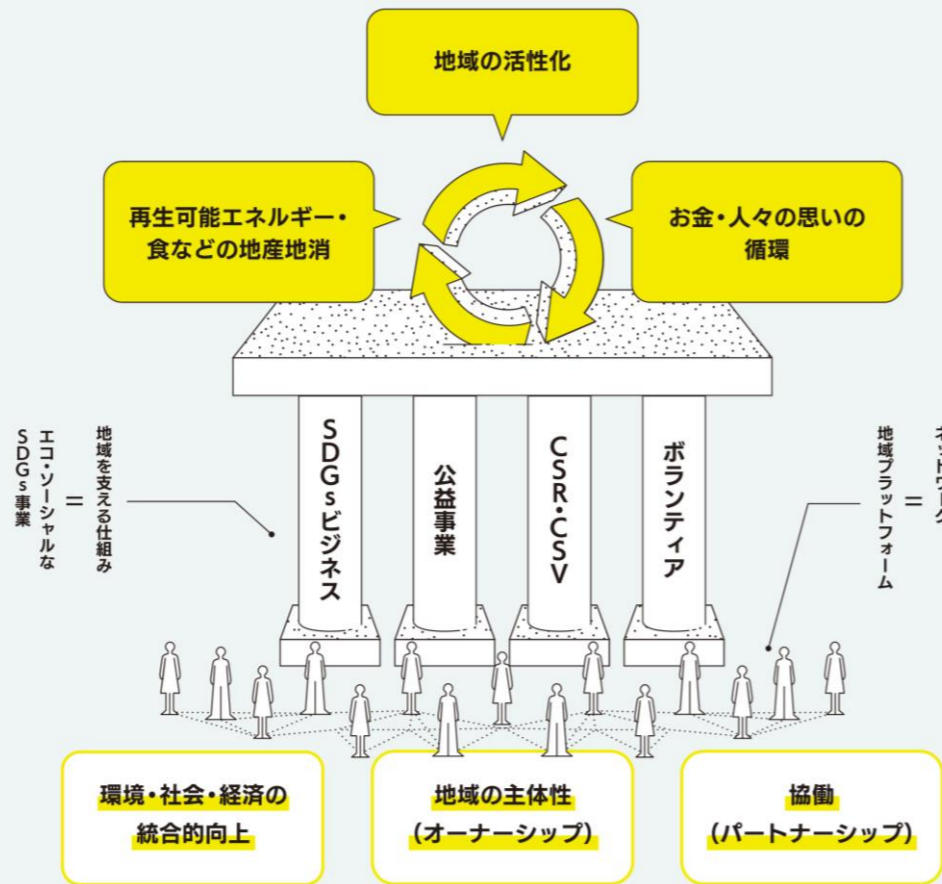 地域の活性化
再生可能エネルギー・
食などの地産地消
お金・人々の思いの
循環
地域を支える仕組み
＝
エコ・ソーシャルな
SDGs事業
SDGsビジネス
公益事業
CSR・CSV
ボランティア
＝
地域プラットフォーム
環境・社会・経済の
統合的向上
地域の主体性
(オーナーシップ)
協働
(パートナーシップ)